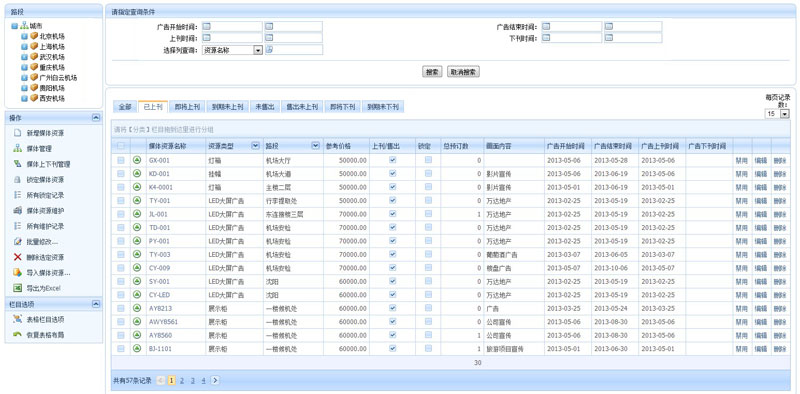 路段
城市
北京机场
上海机场
武汉机场
重庆机场
广州白云机场
贵阳机场
西安机场
操作
新增媒体资源
媒体管理
媒体上下刊管理
锁定媒体资源
所有锁定记录
媒体资源维护
所有维护记录
批量修改...
删除选定资源
导入媒体资源...
导出为Excel
栏目选项
表格栏目选项
恢复表格布局
请指定查询条件
广告开始时间: 广告结束时间:
上刊时间: 下刊时间:
选择列查询: 资源名称
搜索 取消搜索
全部 已上刊 即将上刊 到期未上刊 未售出 售出未上刊 即将下刊 到期未下刊
每页记录数: 15
请将【分类】栏目拖倒这里进行分组
媒体资源名称 资源类型 路段 参考价格 上刊/售出 锁定 总预订数 画面内容 广告开始时间 广告结束时间 广告上刊时间 广告下刊时间
GX-001 灯箱 机场大厅 50000.00 0 2013-05-06 2013-05-28 2013-05-06 禁用 编辑 删除
KD-001 挂幅 机场大道 50000.00 0 影片宣传 2013-05-06 2013-06-19 2013-05-06 禁用 编辑 删除
K4-0001 灯箱 主楼二层 50000.00 0 影片宣传 2013-05-01 2013-06-19 2013-05-01 禁用 编辑 删除
TY-001 LED大屏广告 行李提取处 50000.00 0 万达地产 2013-02-25 2013-05-19 2013-02-25 禁用 编辑 删除
JL-001 LED大屏广告 东连接楼三层 70000.00 1 万达地产 2013-02-25 2013-05-19 2013-02-25 禁用 编辑 删除
TD-001 LED大屏广告 机场安检 70000.00 0 万达地产 2013-02-25 2013-05-19 2013-02-25 禁用 编辑 删除
PY-001 LED大屏广告 机场安检 70000.00 0 万达地产 2013-02-25 2013-05-19 2013-02-25 禁用 编辑 删除
TY-003 LED大屏广告 机场安检 70000.00 0 葡萄酒广告 2013-03-07 2013-06-05 2013-03-07 禁用 编辑 删除
CY-009 LED大屏广告 机场安检 70000.00 0 楼盘广告 2013-05-07 2013-10-06 2013-05-07 禁用 编辑 删除
SY-001 LED大屏广告 沈阳 60000.00 0 万达地产 2013-02-25 2013-05-19 2013-02-25 禁用 编辑 删除
CY-LED LED大屏广告 沈阳 60000.00 0 万达地产 2013-02-25 2013-05-19 2013-02-25 禁用 编辑 删除
AY8213 展示柜 一楼候机处 60000.00 0 广告 2013-03-25 2013-05-24 2013-03-25 禁用 编辑 删除
AWY8561 展示柜 一楼候机处 60000.00 0 公司宣传 2013-05-06 2013-08-30 2013-05-06 禁用 编辑 删除
AY8560 展示柜 一楼候机处 60000.00 1 公司宣传 2013-05-06 2013-08-30 2013-05-06 禁用 编辑 删除
BJ-1101 展示柜 一楼候机处 60000.00 1 旅游项目宣传 2013-05-01 2013-06-30 2013-05-01 禁用 编辑 删除
30
共有57条记录 1 2 3 4